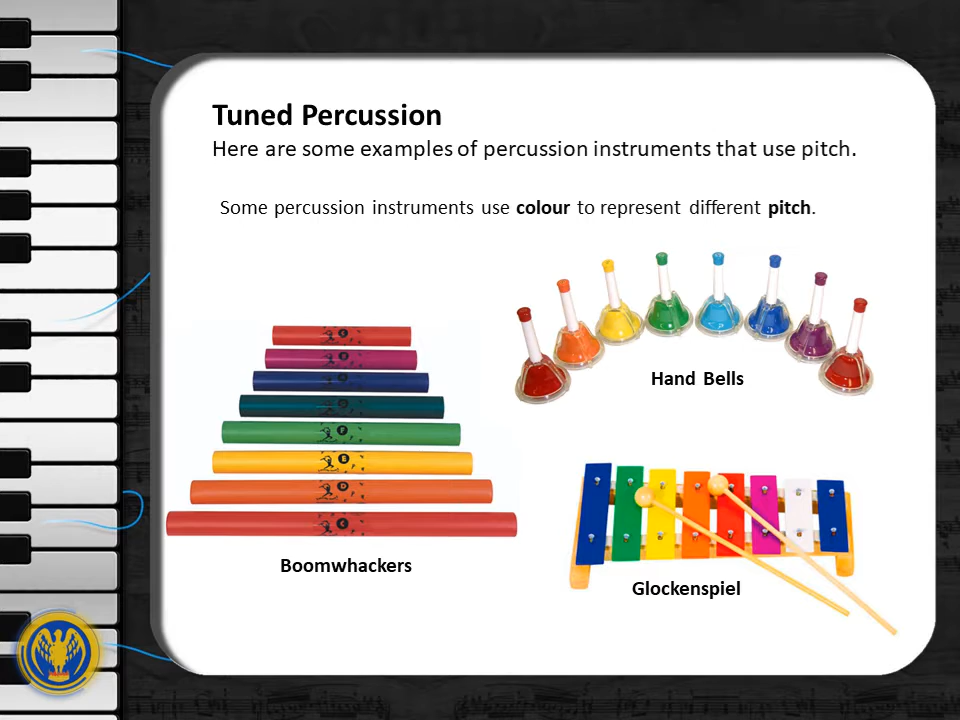 Tuned Percussion
Here are some examples of percussion instruments that use pitch.
Some percussion instruments use colour to represent different pitch.
Hand Bells
C
F
E
D
C
Boomwhackers
Glockenspiel